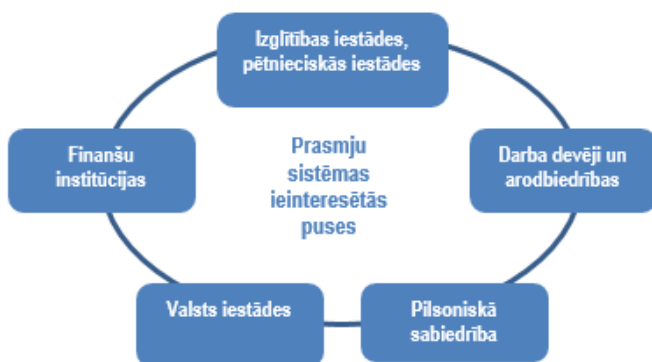 Izglītības iestādes,
pētnieciskās iestādes
Finanšu
institūcijas
Prasmju
sistēmas
ieinteresētās
puses
Darba devēji un
arodbiedrības
Valsts iestādes
Pilsoniskā
sabiedrība